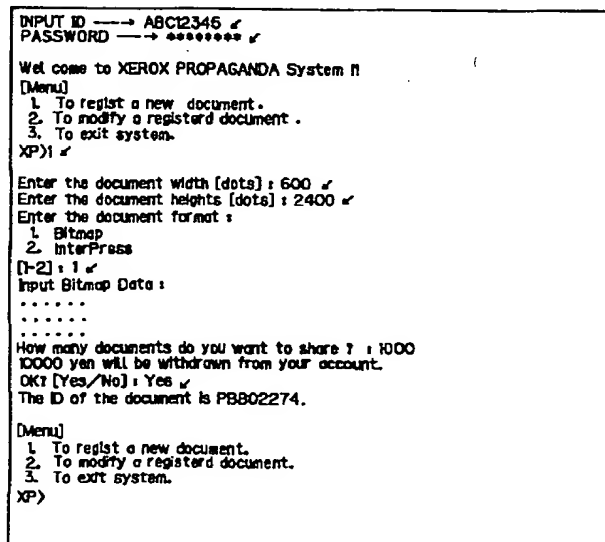 INPUT ID ----→ ABC12345 ↙
PASSWORD ----→ ******** ↙
Wel come to XEROX PROPAGANDA System !!
[Menu]
1. To regist a new document.
2. To modify a registerd document.
3. To exit system.
XP>1 ↙
Enter the document width [dots] : 600 ↙
Enter the document heights [dots] : 2400 ↙
Enter the document format :
1. Bitmap
2. InterPress
[1-2] : 1 ↙
Input Bitmap Data :
......
......
......
How many documents do you want to share ? : 1000
10000 yen will be withdrawn from your account.
OK? [Yes/No] : Yes ↙
The ID of the document is PBB02274.
[Menu]
1. To regist a new document.
2. To modify a registerd document.
3. To exit system.
XP>